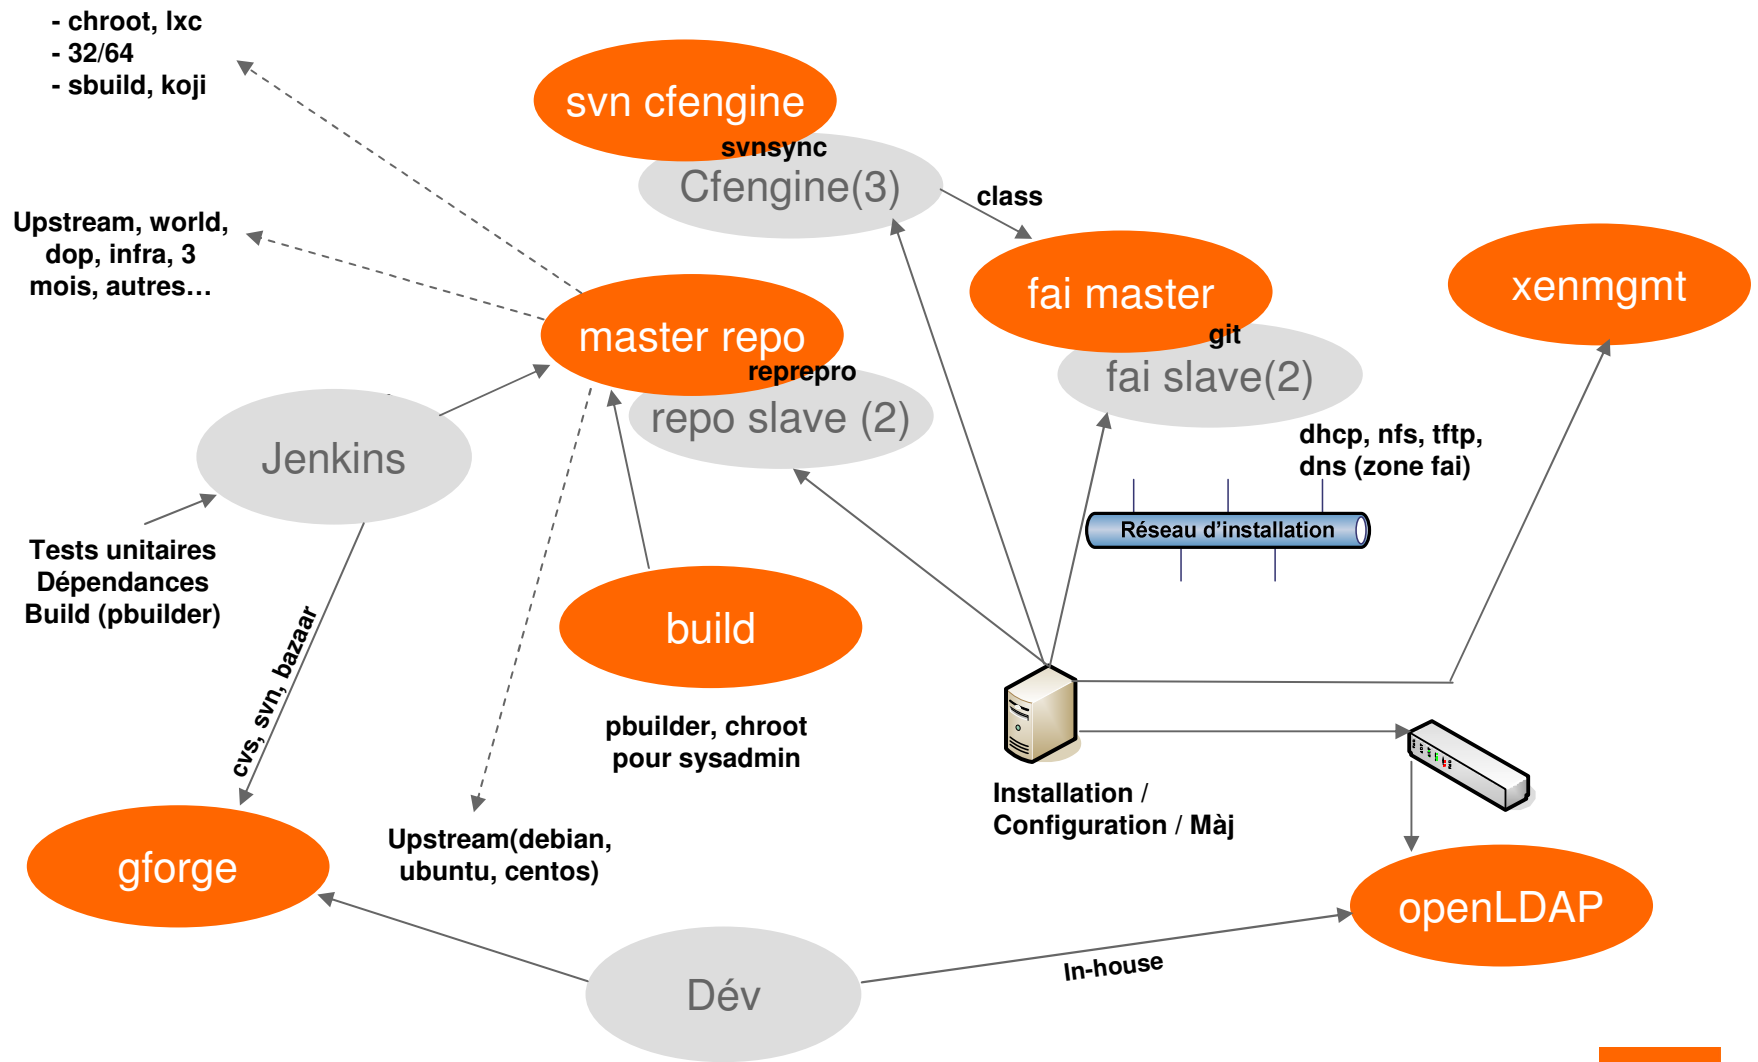 - chroot, lxc
- 32/64
- sbuild, koji
svn cfengine
svnsync
Cfengine(3)
class
Upstream, world,
dop, infra, 3
mois, autres…
fai master
git
fai slave(2)
xenmgmt
master repo
reprepro
repo slave (2)
Jenkins
dhcp, nfs, tftp,
dns (zone fai)
Réseau d’installation
Tests unitaires
Dépendances
Build (pbuilder)
cvs, svn, bazaar
build
pbuilder, chroot
pour sysadmin
Installation /
Configuration / Màj
Upstream(debian,
ubuntu, centos)
gforge
openLDAP
In-house
Dév